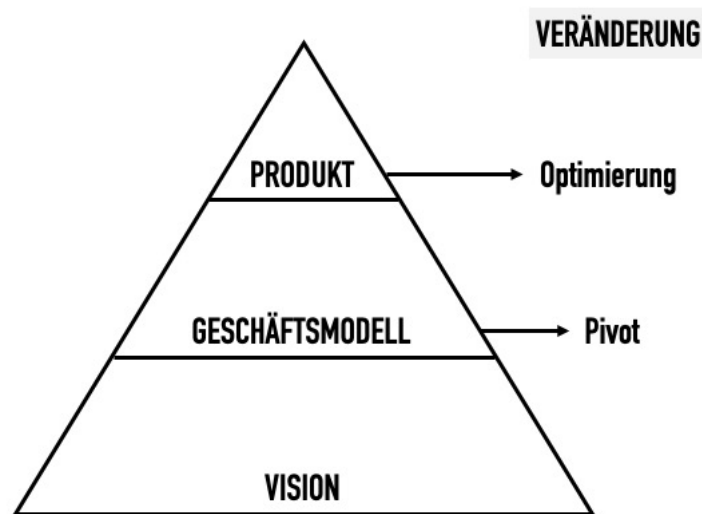 VERÄNDERUNG
PRODUKT
Optimierung
GESCHÄFTSMODELL
Pivot
VISION